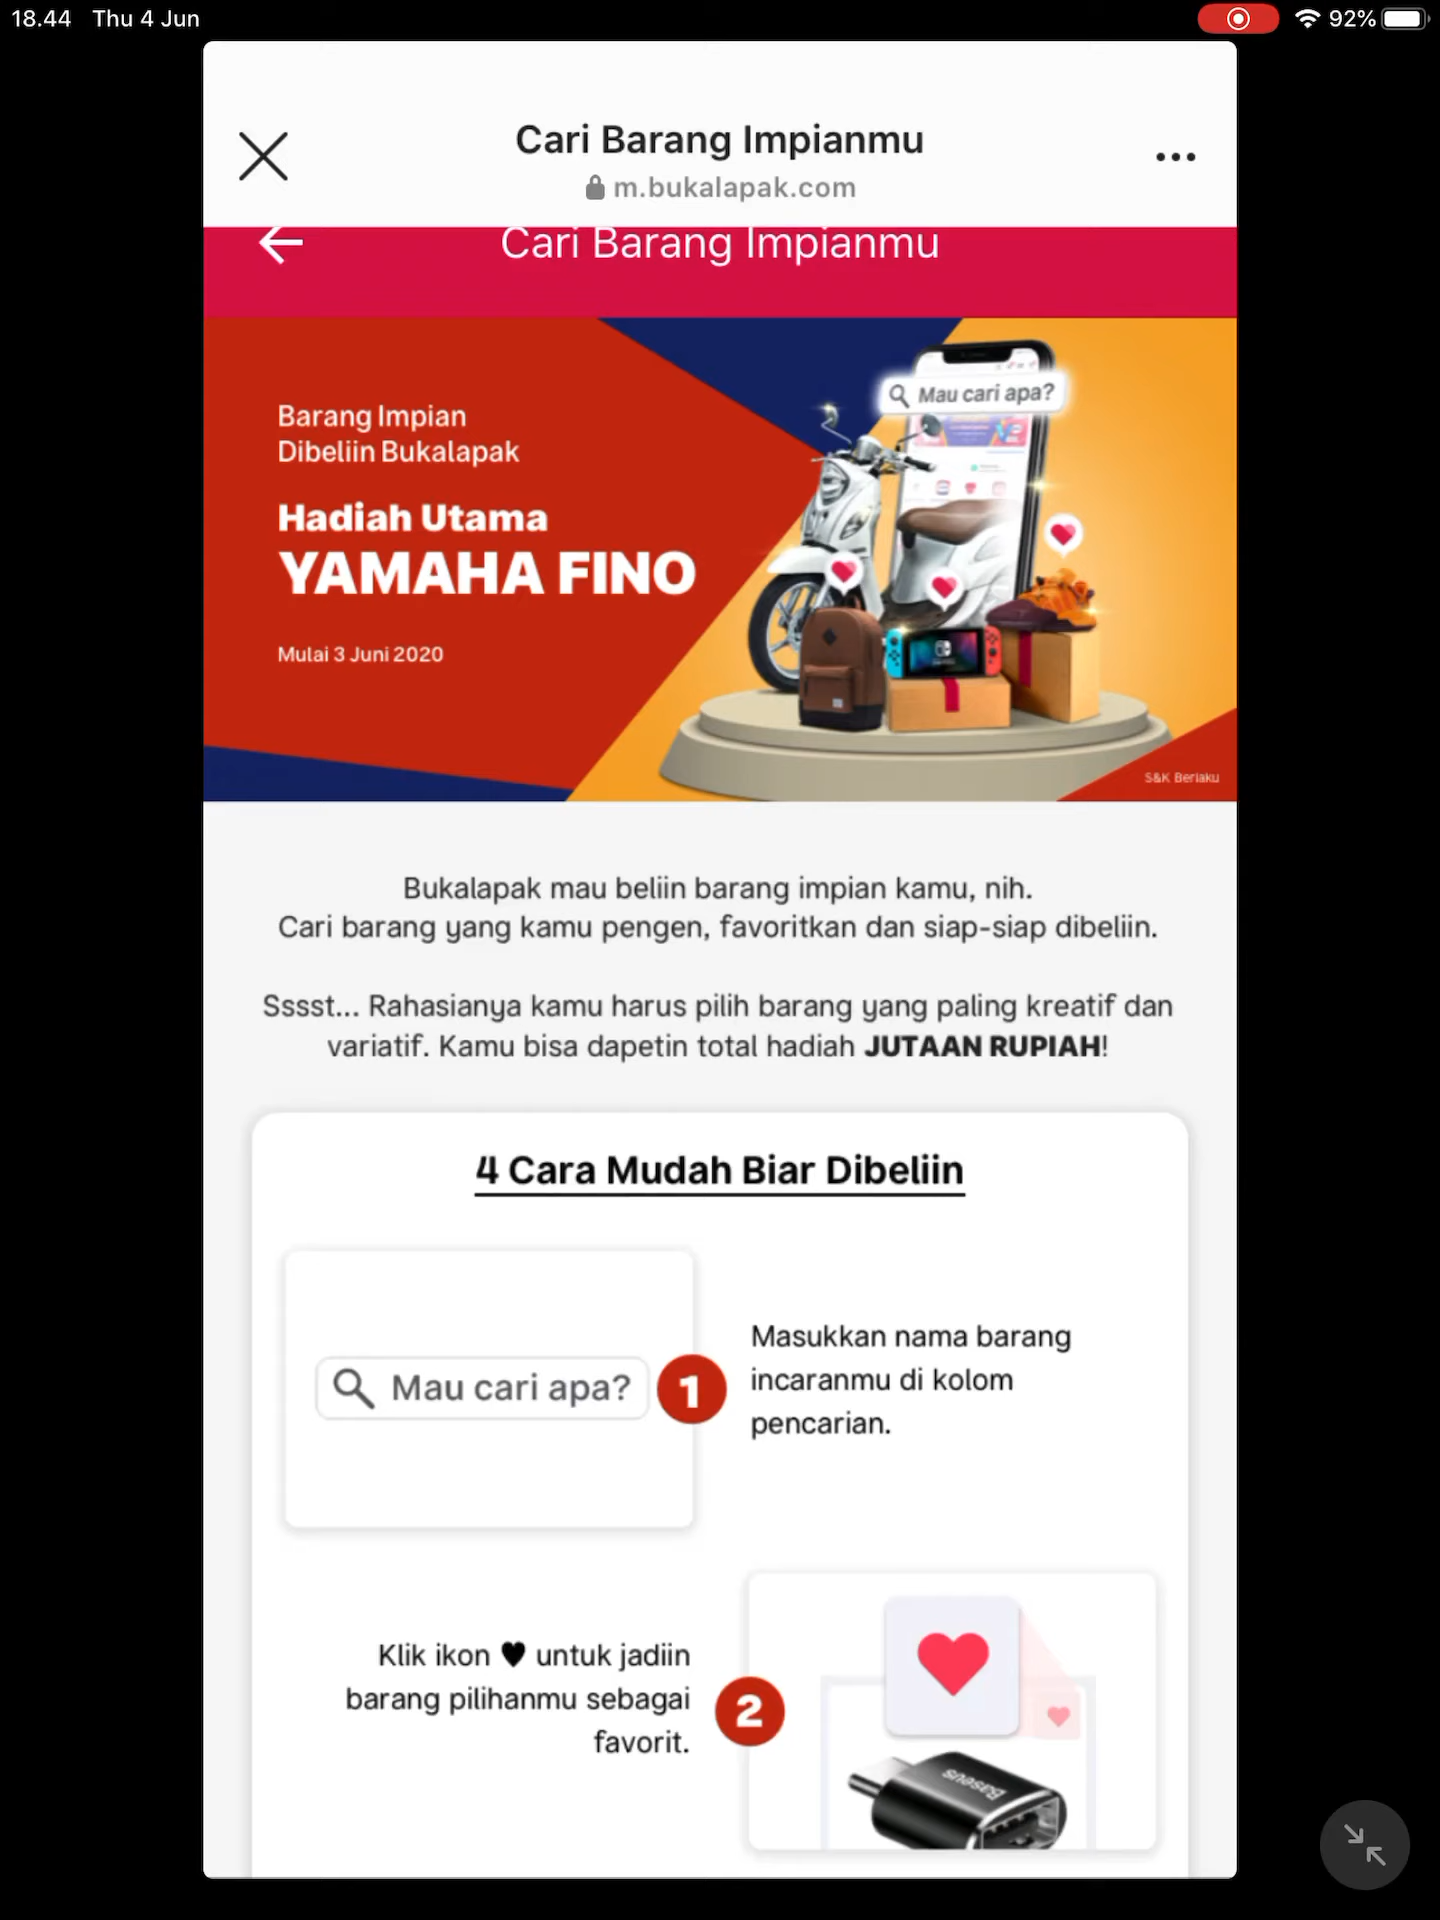 18.44 Thu 4 Jun
92%
Cari Barang Impianmu
m.bukalapak.com
Cari Barang Impianmu
Mau cari apa?
Barang Impian
Dibeliin Bukalapak
Hadiah Utama
YAMAHA FINO
Mulai 3 Juni 2020
S&K Berlaku
Bukalapak mau beliin barang impian kamu, nih.
Cari barang yang kamu pengen, favoritkan dan siap-siap dibeliin.
Sssst... Rahasianya kamu harus pilih barang yang paling kreatif dan
variatif. Kamu bisa dapetin total hadiah JUTAAN RUPIAH!
4 Cara Mudah Biar Dibeliin
Mau cari apa?
1
Masukkan nama barang
incaranmu di kolom
pencarian.
Klik ikon ♥ untuk jadiin
barang pilihanmu sebagai
favorit.
2
Baseus